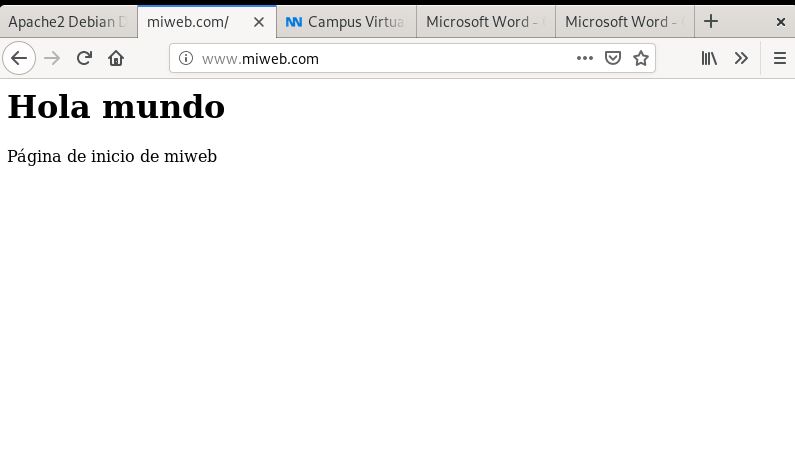 Apache2 Debian D
miweb.com/
Campus Virtua
Microsoft Word -
Microsoft Word -
www.miweb.com
Hola mundo
Página de inicio de miweb